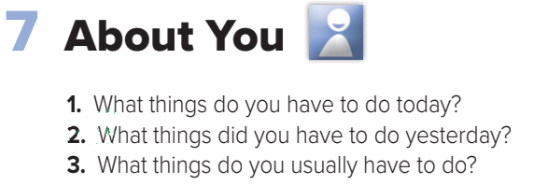 7 About You
1. What things do you have to do today?
2. What things did you have to do yesterday?
3. What things do you usually have to do?